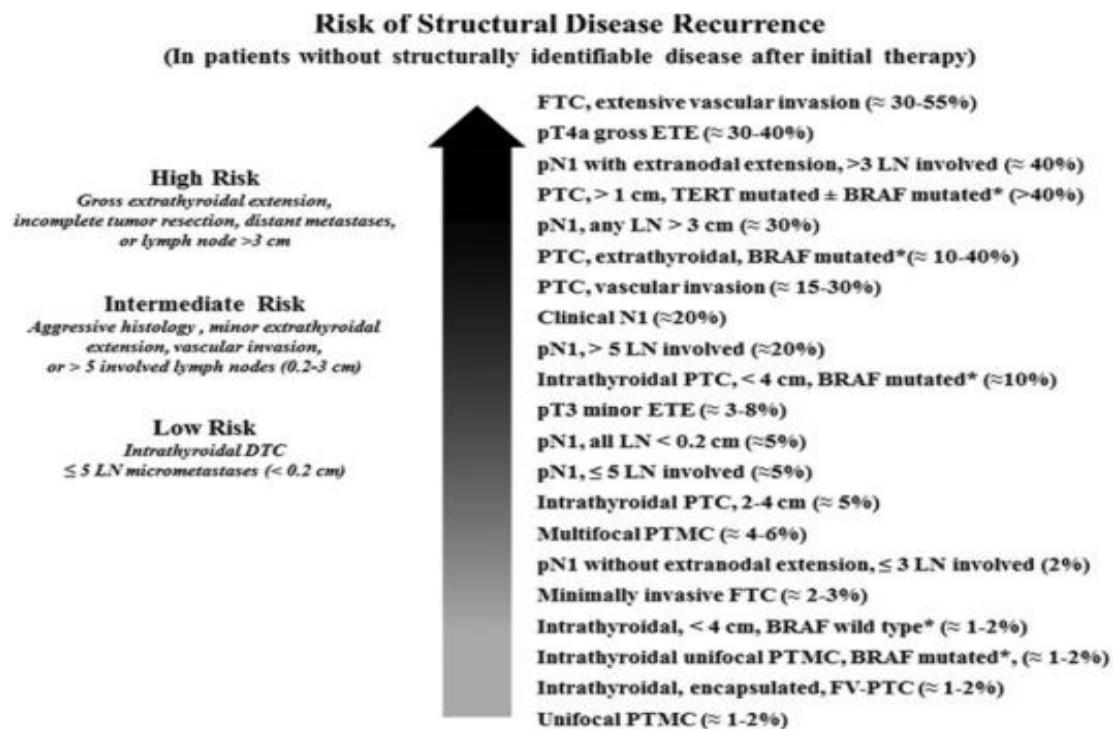 Risk of Structural Disease Recurrence
(In patients without structurally identifiable disease after initial therapy)
High Risk
Gross extrathyroidal extension,
incomplete tumor resection, distant metastases,
or lymph node >3 cm
Intermediate Risk
Aggressive histology , minor extrathyroidal
extension, vascular invasion,
or > 5 involved lymph nodes (0.2-3 cm)
Low Risk
Intrathyroidal DTC
≤ 5 LN micrometastases (< 0.2 cm)
FTC, extensive vascular invasion (≈ 30-55%)
pT4a gross ETE (≈ 30-40%)
pN1 with extranodal extension, >3 LN involved (≈ 40%)
PTC, > 1 cm, TERT mutated ± BRAF mutated* (>40%)
pN1, any LN > 3 cm (≈ 30%)
PTC, extrathyroidal, BRAF mutated*(≈ 10-40%)
PTC, vascular invasion (≈ 15-30%)
Clinical N1 (≈20%)
pN1, > 5 LN involved (≈20%)
Intrathyroidal PTC, < 4 cm, BRAF mutated* (≈10%)
pT3 minor ETE (≈ 3-8%)
pN1, all LN < 0.2 cm (≈5%)
pN1, ≤ 5 LN involved (≈5%)
Intrathyroidal PTC, 2-4 cm (≈ 5%)
Multifocal PTMC (≈ 4-6%)
pN1 without extranodal extension, ≤ 3 LN involved (2%)
Minimally invasive FTC (≈ 2-3%)
Intrathyroidal, < 4 cm, BRAF wild type* (≈ 1-2%)
Intrathyroidal unifocal PTMC, BRAF mutated*, (≈ 1-2%)
Intrathyroidal, encapsulated, FV-PTC (≈ 1-2%)
Unifocal PTMC (≈ 1-2%)